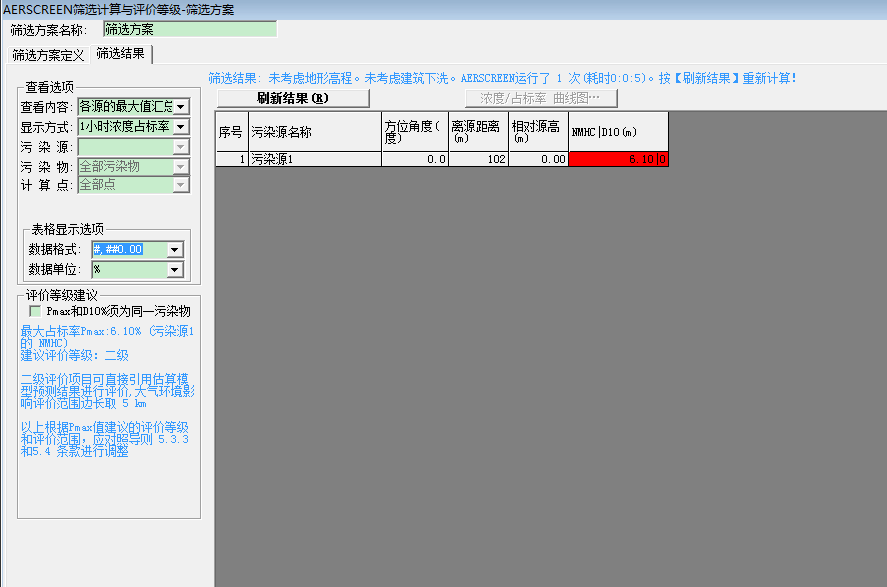 AERSCREEN筛选计算与评价等级-筛选方案
筛选方案名称: 筛选方案
筛选方案定义 筛选结果
筛选结果: 未考虑地形高程。未考虑建筑下洗。AERSCREEN运行了 1 次(耗时0:0:5)。按【刷新结果】重新计算!
刷新结果(R) 浓度/占标率 曲线图…
查看选项
查看内容: 各源的最大值汇总
显示方式: 1小时浓度占标率
污 染 源:
污 染 物: 全部污染物
计 算 点: 全部点
表格显示选项
数据格式: #,##0.00
数据单位: %
评价等级建议
Pmax和D10%须为同一污染物
最大占标率Pmax:6.10% (污染源1
的 NMHC)
建议评价等级: 二级
二级评价项目可直接引用估算模
型预测结果进行评价,大气环境影
响评价范围边长取 5 km
以上根据Pmax值建议的评价等级
和评价范围，应对照导则 5.3.3
和5.4 条款进行调整
序号 污染源名称 方位角度(度) 离源距离(m) 相对源高(m) NMHC|D10(m)
1 污染源1 0.0 102 0.00 6.10|0